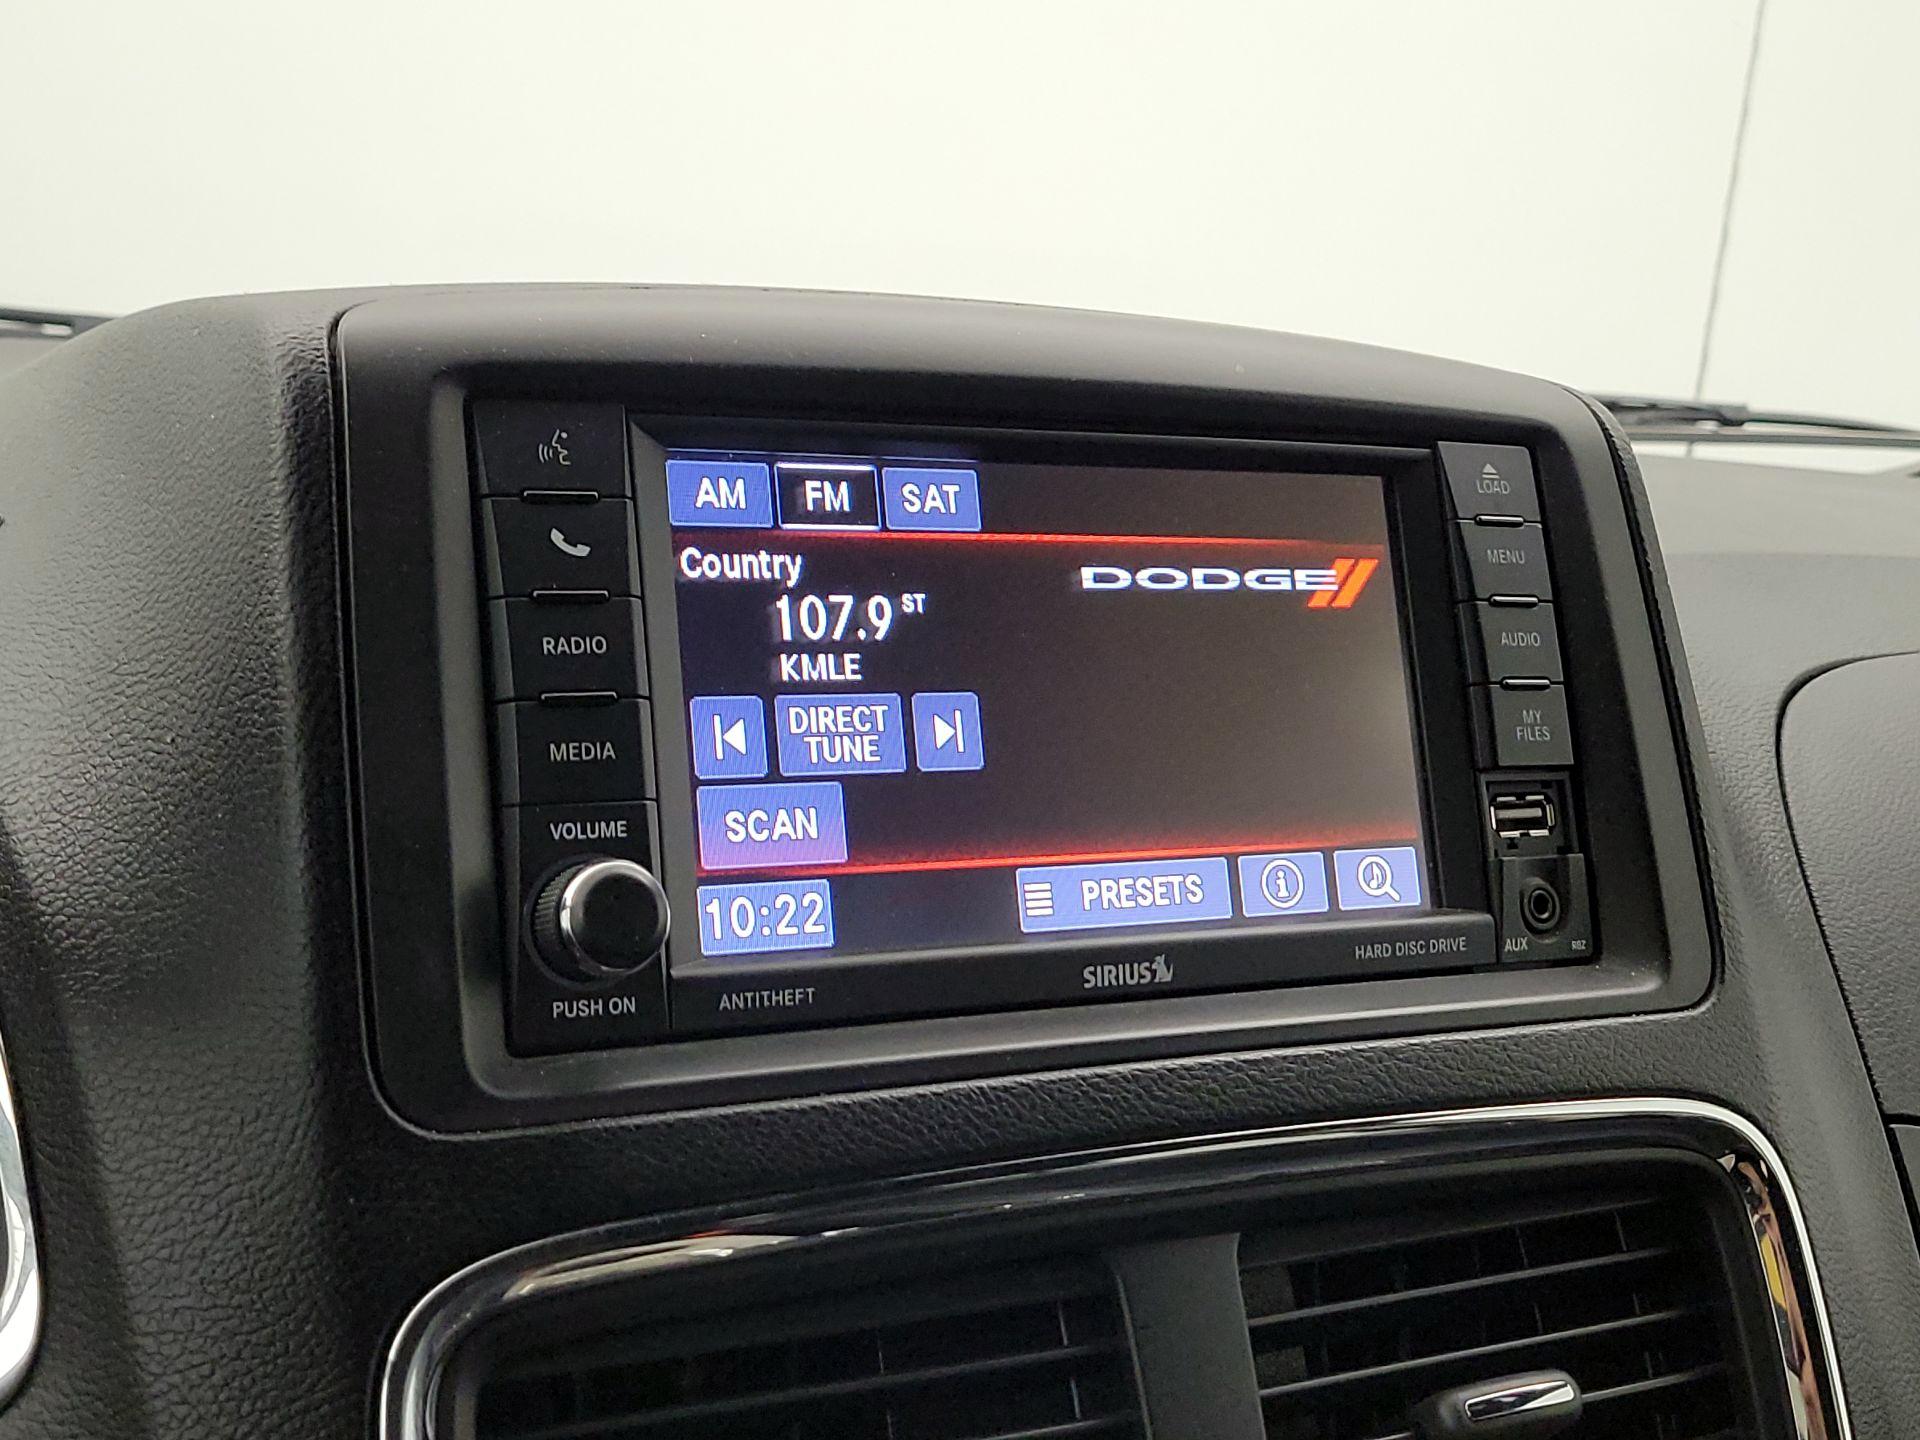 AM FM SAT
Country
107.9 ST
KMLE
DODGE
DIRECT
TUNE
SCAN
10:22
PRESETS
i
RADIO
MEDIA
VOLUME
PUSH ON
LOAD
MENU
AUDIO
MY
FILES
AUX
RBZ
ANTITHEFT
SIRIUS
HARD DISC DRIVE